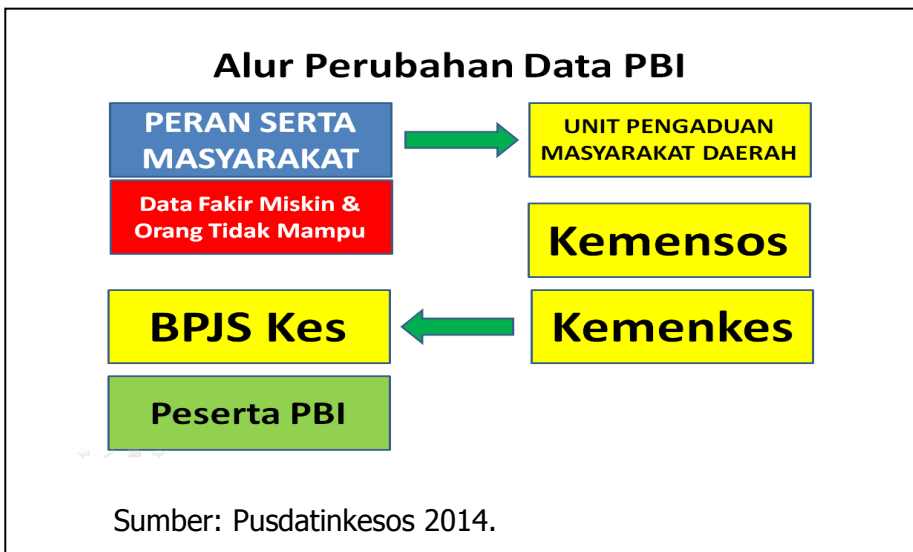 Alur Perubahan Data PBI
PERAN SERTA
MASYARAKAT
UNIT PENGADUAN
MASYARAKAT DAERAH
Data Fakir Miskin &
Orang Tidak Mampu
Kemensos
BPJS Kes
Kemenkes
Peserta PBI
Sumber: Pusdatinkesos 2014.